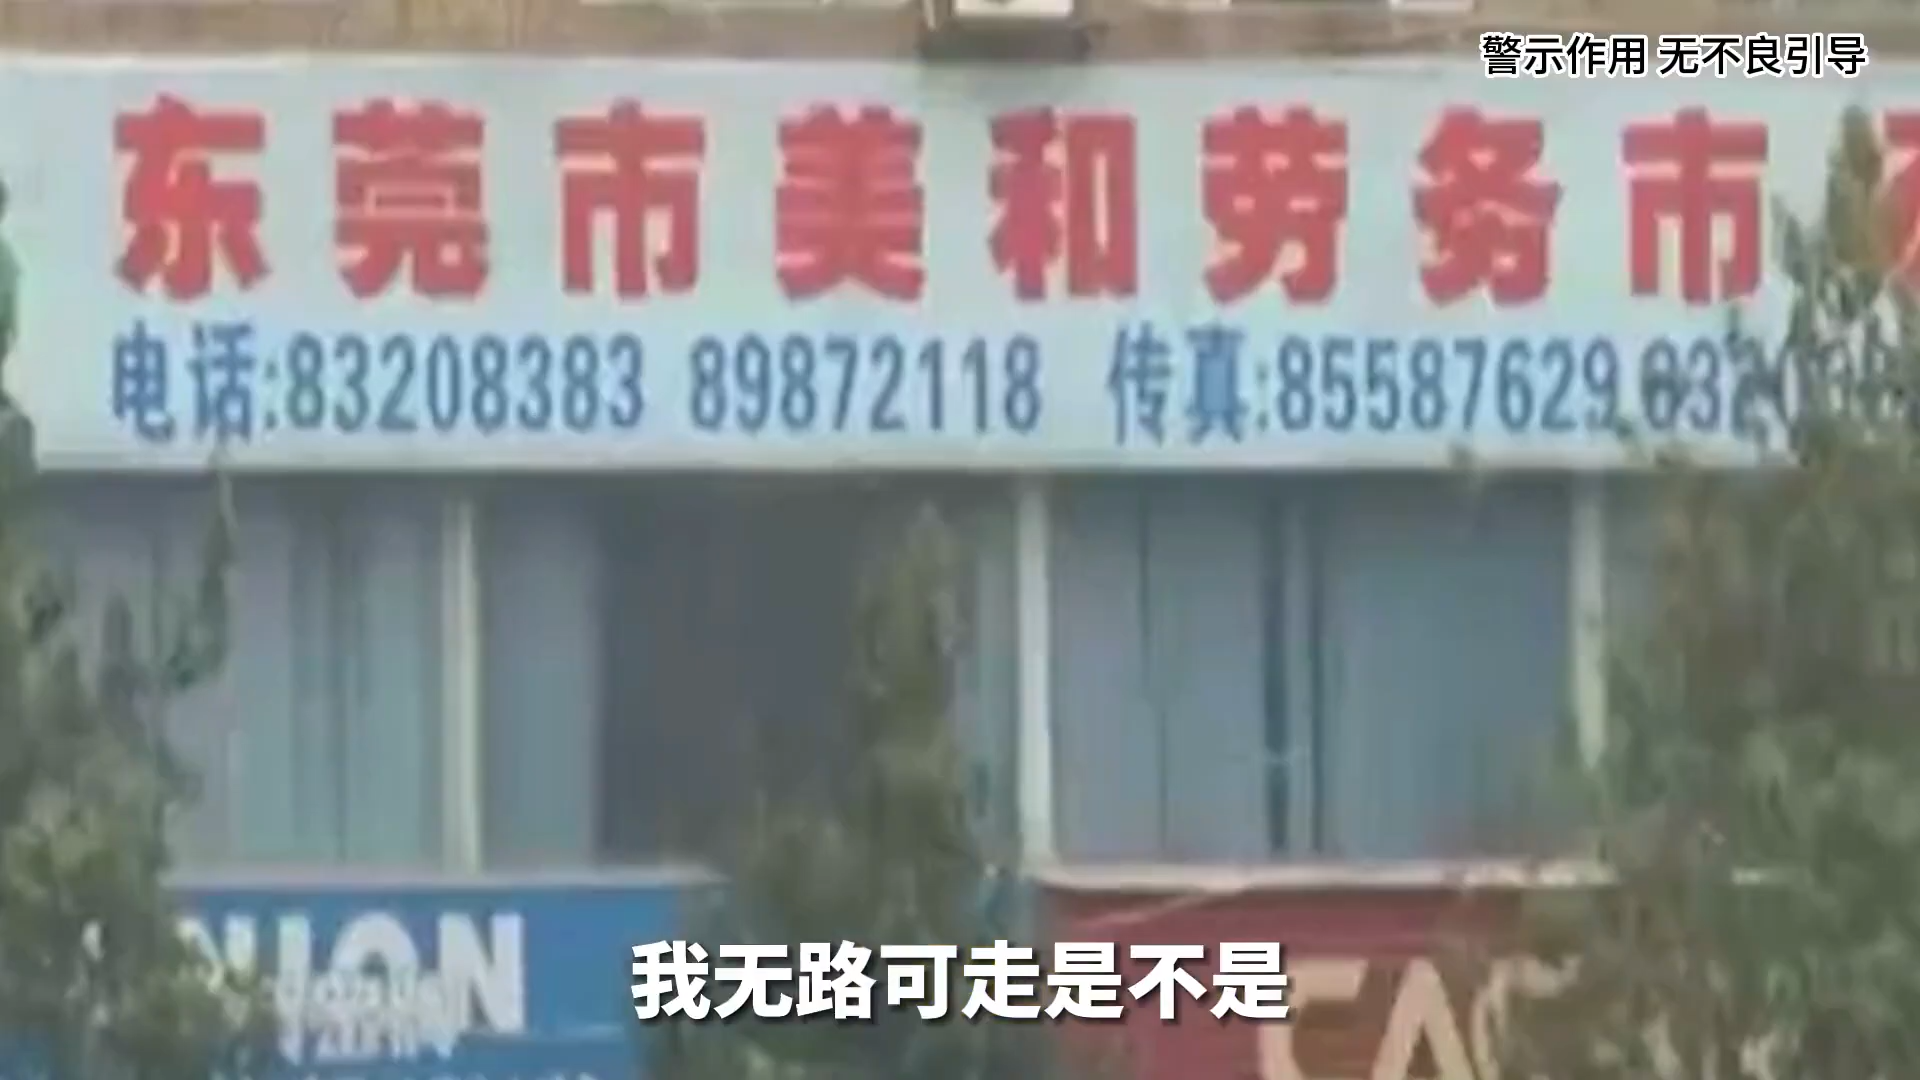 警示作用 无不良引导
东莞市美和劳务市
电话:83208383 89872118 传真:85587629
我无路可走是不是